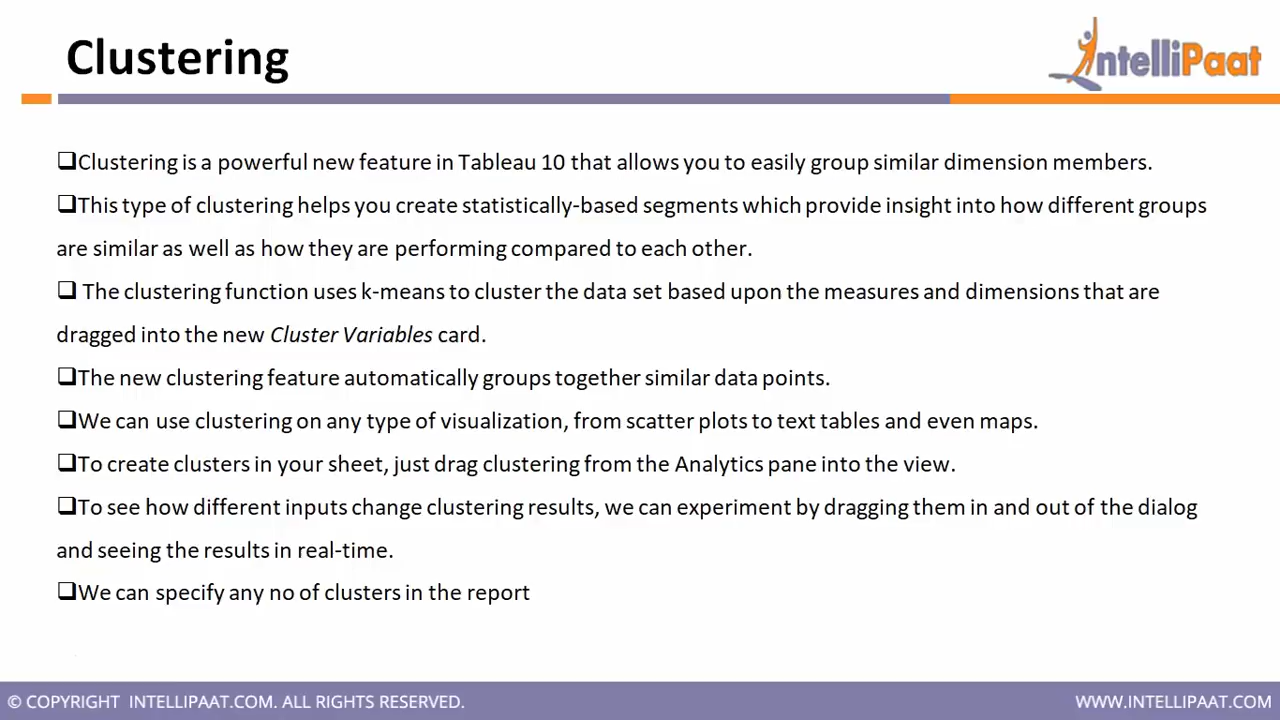 Clustering
IntelliPaat
❑Clustering is a powerful new feature in Tableau 10 that allows you to easily group similar dimension members.
❑This type of clustering helps you create statistically-based segments which provide insight into how different groups
are similar as well as how they are performing compared to each other.
❑ The clustering function uses k-means to cluster the data set based upon the measures and dimensions that are
dragged into the new Cluster Variables card.
❑The new clustering feature automatically groups together similar data points.
❑We can use clustering on any type of visualization, from scatter plots to text tables and even maps.
❑To create clusters in your sheet, just drag clustering from the Analytics pane into the view.
❑To see how different inputs change clustering results, we can experiment by dragging them in and out of the dialog
and seeing the results in real-time.
❑We can specify any no of clusters in the report
© COPYRIGHT INTELLIPAAT.COM. ALL RIGHTS RESERVED.
WWW.INTELLIPAAT.COM